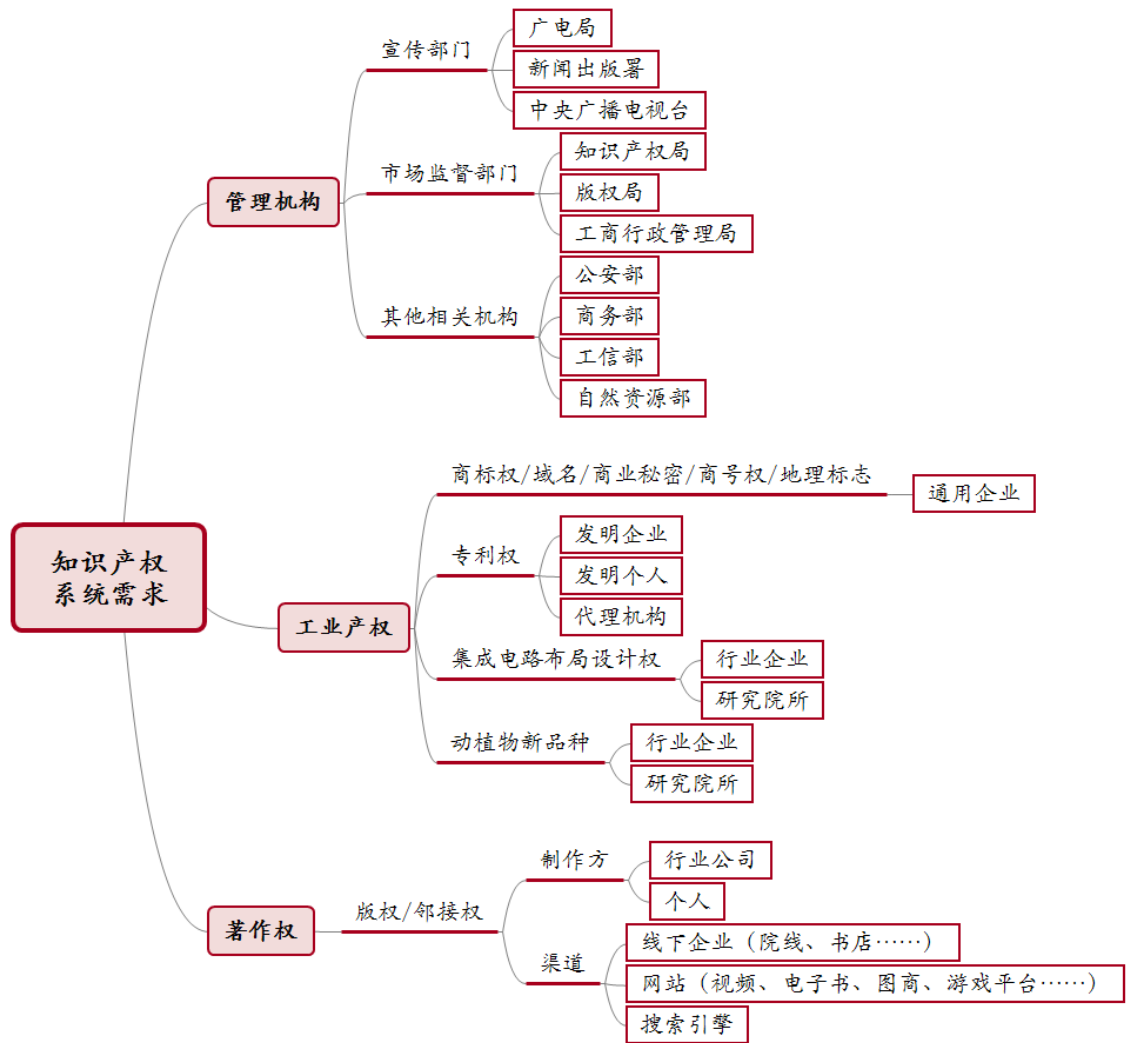 知识产权
系统需求
管理机构
宣传部门
广电局
新闻出版署
中央广播电视台
市场监督部门
知识产权局
版权局
工商行政管理局
其他相关机构
公安部
商务部
工信部
自然资源部
工业产权
商标权/域名/商业秘密/商号权/地理标志
通用企业
专利权
发明企业
发明个人
代理机构
集成电路布局设计权
行业企业
研究院所
动植物新品种
行业企业
研究院所
著作权
版权/邻接权
制作方
行业公司
个人
渠道
线下企业（院线、书店……）
网站（视频、电子书、图商、游戏平台……）
搜索引擎